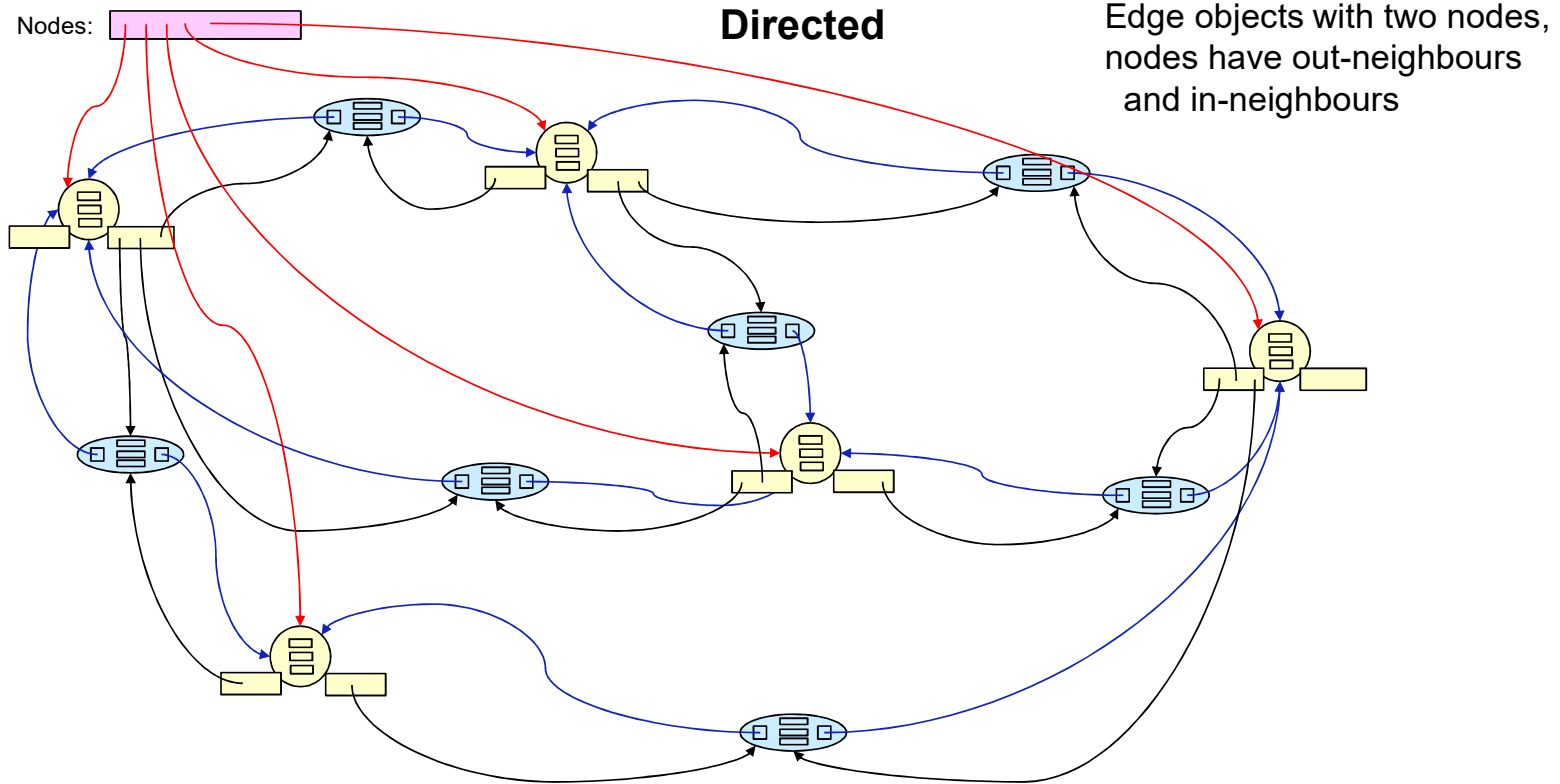 Nodes:
Directed
Edge objects with two nodes,
nodes have out-neighbours
and in-neighbours